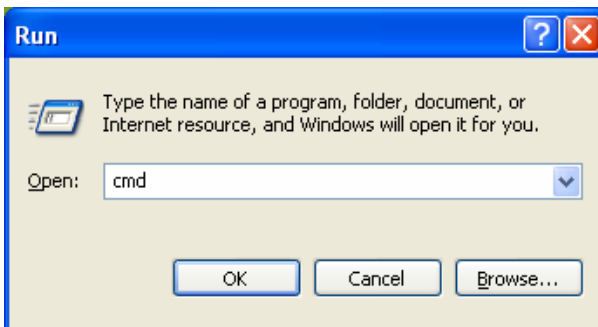 Run
Type the name of a program, folder, document, or
Internet resource, and Windows will open it for you.
Open: cmd
OK Cancel Browse...